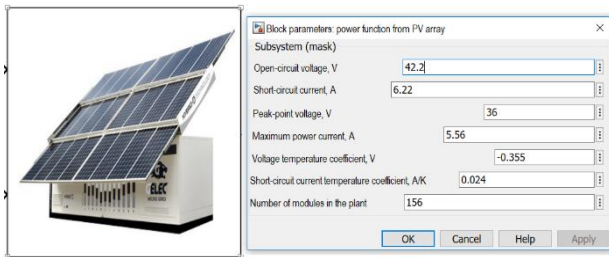 ELEC
Block parameters: power function from PV array
Subsystem (mask)
Open-circuit voltage, V 42.2
Short-circuit current, A 6.22
Peak-point voltage, V 36
Maximum power current, A 5.56
Voltage temperature coefficient, V -0.355
Short-circuit current temperature coefficient, A/K 0.024
Number of modules in the plant 156
OK Cancel Help Apply